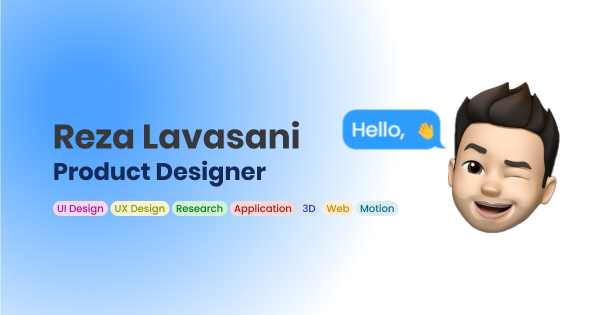 Reza Lavasani
Product Designer
Hello, 👋
UI Design UX Design Research Application 3D Web Motion